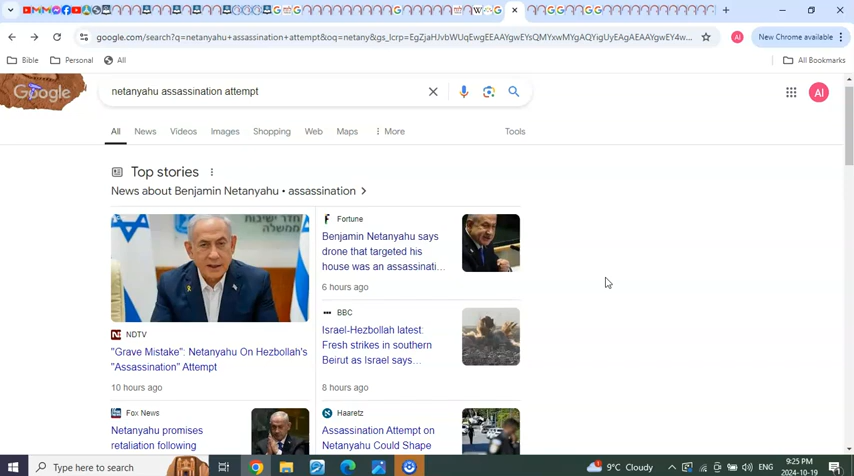 google.com/search?q=netanyahu+assassination+attempt&oq=netany&gs_lcrp=EgZjaHJvbWUqEwgEEAAYgwEYsQMYxwMYgAQYigUyEAgAEAAYgwEY4w...
AI
New Chrome available
Bible
Personal
All
All Bookmarks
Google
netanyahu assassination attempt
AI
All
News
Videos
Images
Shopping
Web
Maps
More
Tools
Top stories
News about Benjamin Netanyahu • assassination
NDTV
"Grave Mistake": Netanyahu On Hezbollah's
"Assassination" Attempt
10 hours ago
Fortune
Benjamin Netanyahu says
drone that targeted his
house was an assassinati...
6 hours ago
BBC
Israel-Hezbollah latest:
Fresh strikes in southern
Beirut as Israel says...
8 hours ago
Fox News
Netanyahu promises
retaliation following
Haaretz
Assassination Attempt on
Netanyahu Could Shape
Type here to search
9°C Cloudy
ENG
9:25 PM
2024-10-19